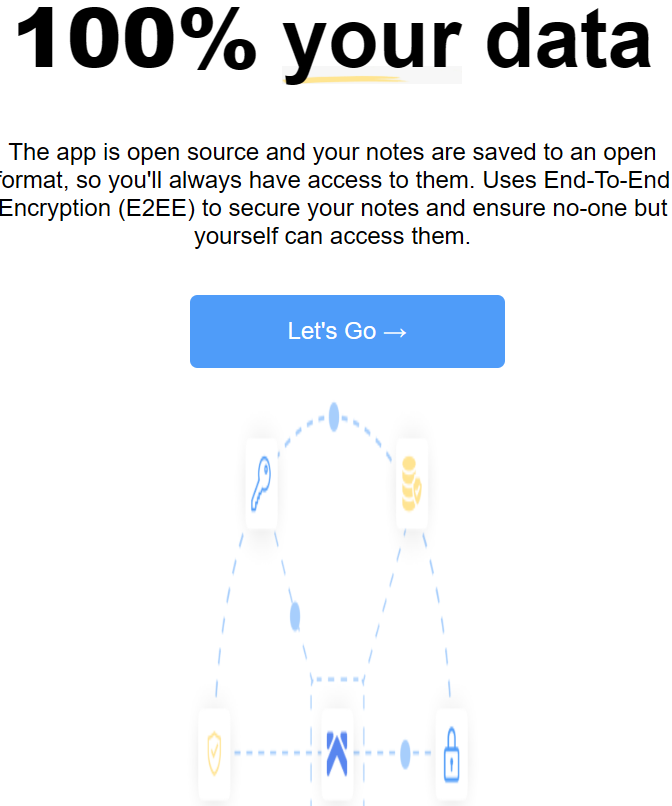 100% your data
The app is open source and your notes are saved to an open
format, so you'll always have access to them. Uses End-To-End
Encryption (E2EE) to secure your notes and ensure no-one but
yourself can access them.
Let's Go →